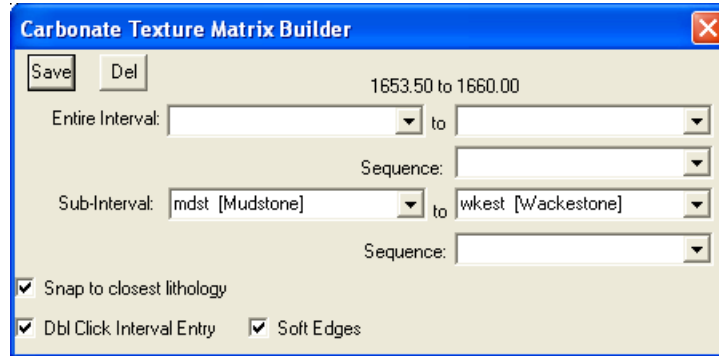 Carbonate Texture Matrix Builder
Save Del
1653.50 to 1660.00
Entire Interval: to
Sequence:
Sub-Interval: mdst [Mudstone] to wkest [Wackestone]
Sequence:
Snap to closest lithology
Dbl Click Interval Entry Soft Edges